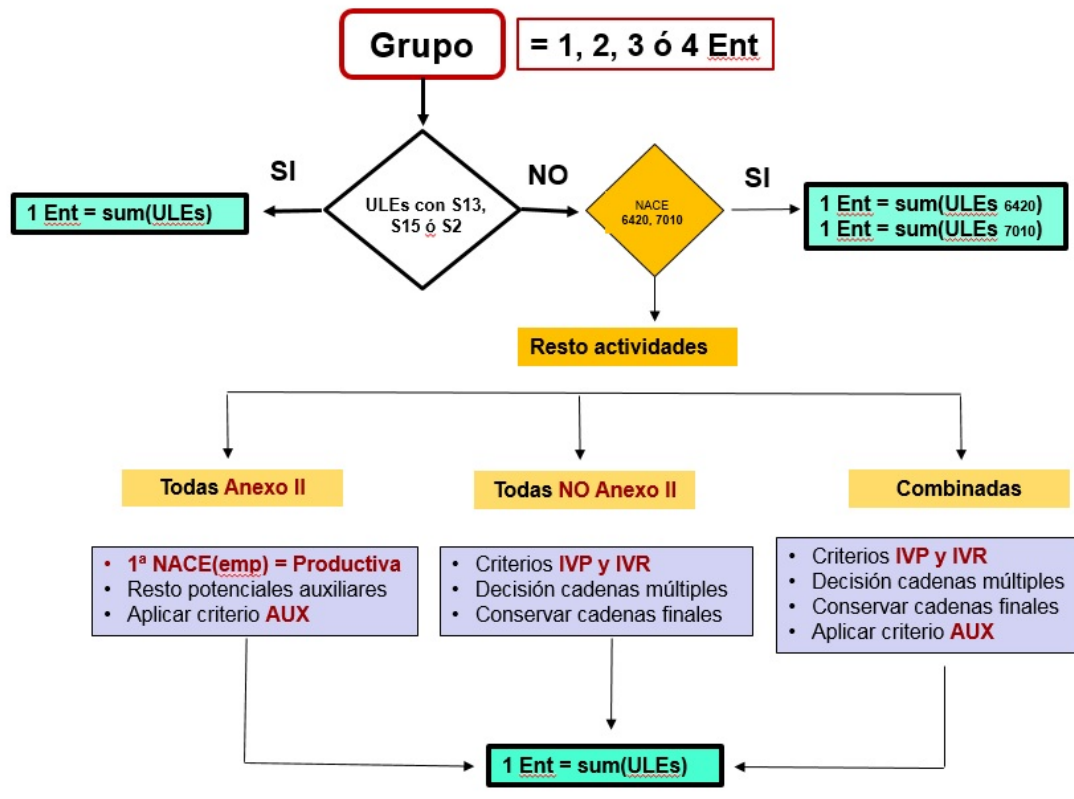 Grupo
= 1, 2, 3 ó 4 Ent
SI
NO
SI
1 Ent = sum(ULEs)
ULEs con S13,
S15 ó S2
NACE
6420, 7010
1 Ent = sum(ULEs 6420)
1 Ent = sum(ULEs 7010)
Resto actividades
Todas Anexo II
Todas NO Anexo II
Combinadas
• 1ª NACE(emp) = Productiva
• Resto potenciales auxiliares
• Aplicar criterio AUX
• Criterios IVP y IVR
• Decisión cadenas múltiples
• Conservar cadenas finales
• Criterios IVP y IVR
• Decisión cadenas múltiples
• Conservar cadenas finales
• Aplicar criterio AUX
1 Ent = sum(ULEs)